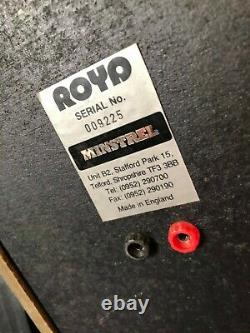 ROYD
SERIAL No.
009225
MINSTREL
Unit B2, Stafford Park 15,
Telford, Shropshire TF3 3BB
Tel: (0952) 290700
Fax: (0952) 290190
Made in England